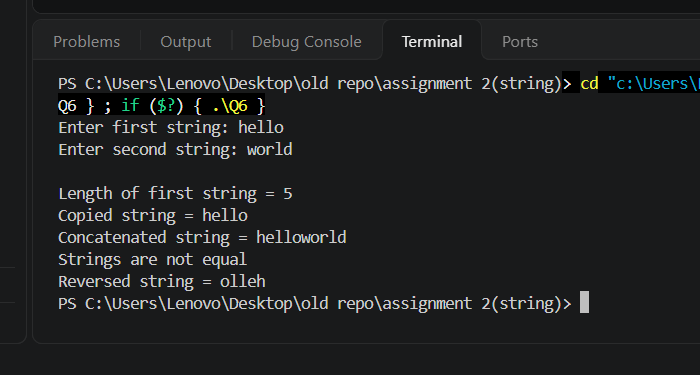 Problems Output Debug Console Terminal Ports
PS C:\Users\Lenovo\Desktop\old repo\assignment 2(string)> cd "c:\Users\
Q6 } ; if ($?) { .\Q6 }
Enter first string: hello
Enter second string: world
Length of first string = 5
Copied string = hello
Concatenated string = helloworld
Strings are not equal
Reversed string = olleh
PS C:\Users\Lenovo\Desktop\old repo\assignment 2(string)>